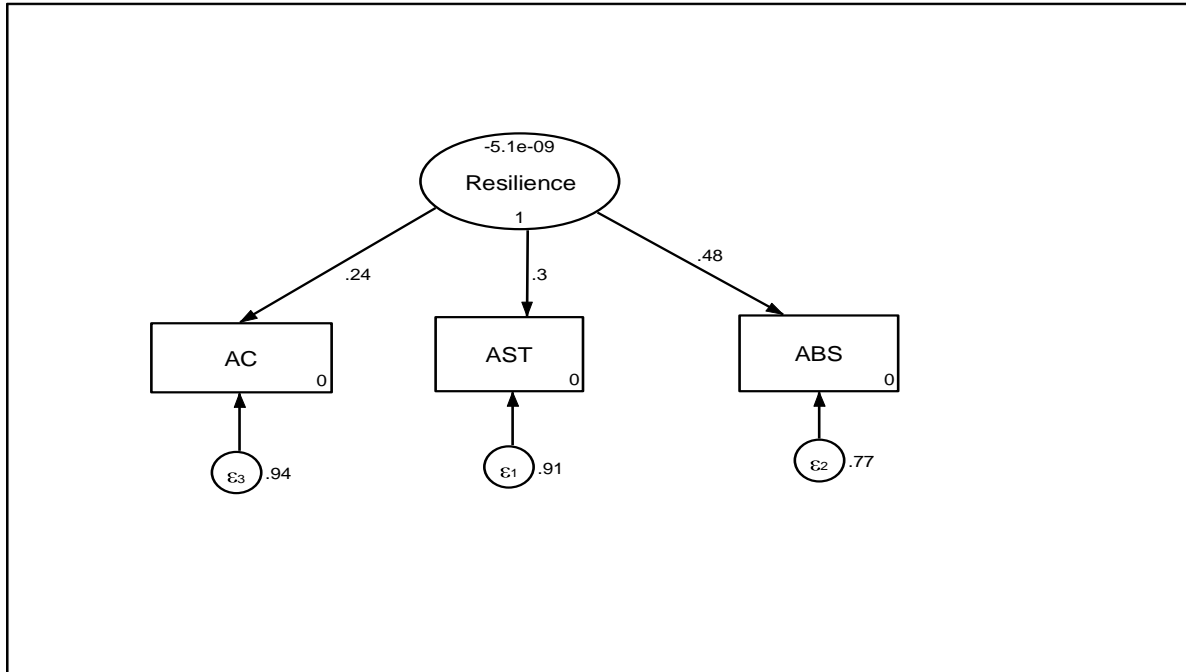 -5.1e-09
Resilience
1
.24
.3
.48
AC
0
AST
0
ABS
0
ε3
.94
ε1
.91
ε2
.77